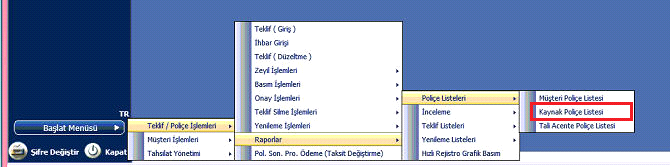 TR
Başlat Menüsü
Şifre Değiştir
Kapat
Teklif / Poliçe İşlemleri
Müşteri İşlemleri
Tahsilat Yönetimi
Teklif ( Giriş )
İhbar Girişi
Teklif ( Düzeltme )
Zeyil İşlemleri
Basım İşlemleri
Onay İşlemleri
Teklif Silme İşlemleri
Yenileme İşlemleri
Raporlar
Pol. Son. Pro. Ödeme (Taksit Değiştirme)
Poliçe Listeleri
İnceleme
Teklif Listeleri
Yenileme Listeleri
Hızlı Registro Grafik Basım
Müşteri Poliçe Listesi
Kaynak Poliçe Listesi
Tali Acente Poliçe Listesi